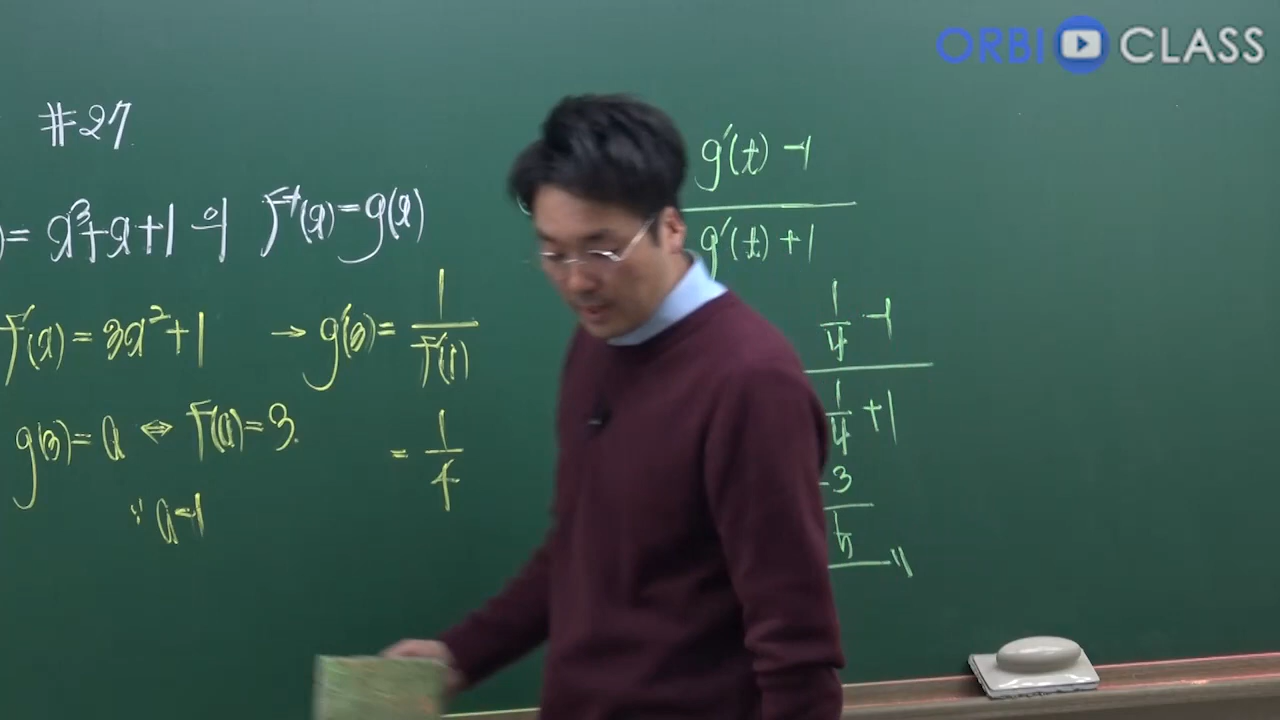 ORBI CLASS
#27
)= x³+x+1 의 f⁻¹(x)=g(x)
f'(x)=3x²+1 → g'(3)= 1/f'(1)
g(3)=a ⇔ f(a)=3.
∵ a=1
= 1/4
g'(t)-1
g'(t)+1
1/4 -1
1/4 +1
-3
5